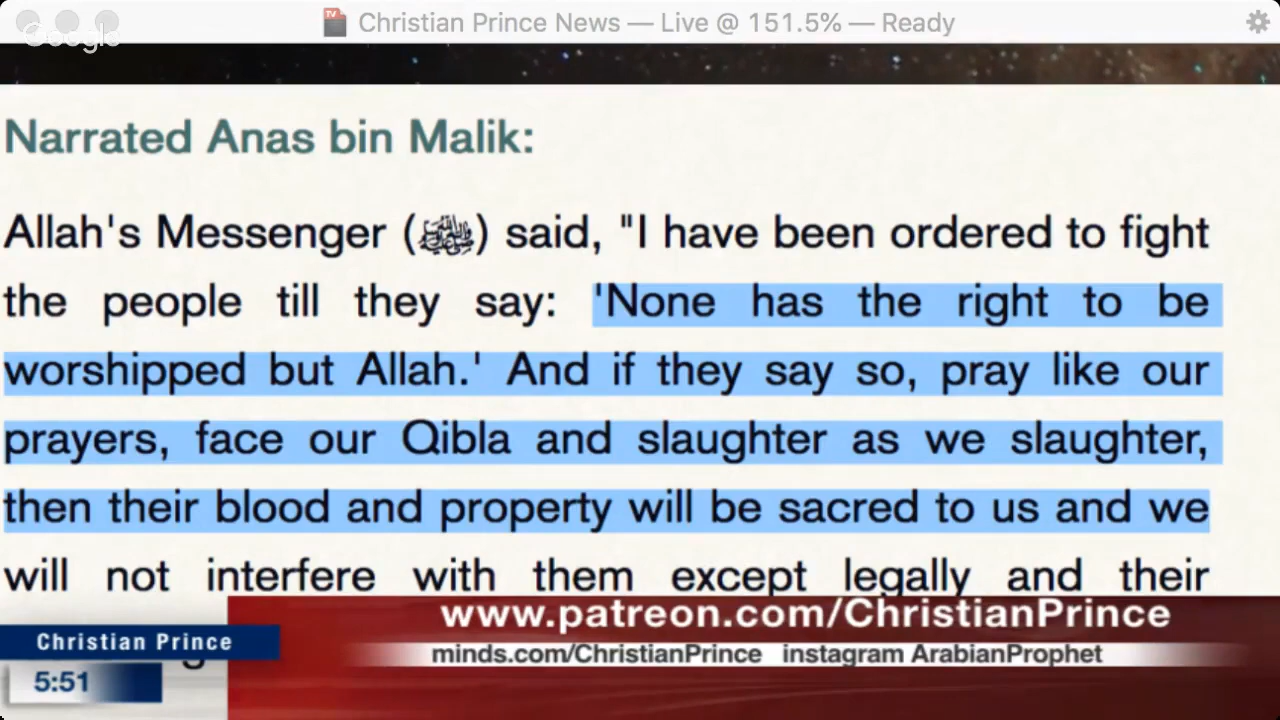 Christian Prince News — Live @ 151.5% — Ready
Google
Narrated Anas bin Malik:
Allah's Messenger (ﷺ) said, "I have been ordered to fight
the people till they say: 'None has the right to be
worshipped but Allah.' And if they say so, pray like our
prayers, face our Qibla and slaughter as we slaughter,
then their blood and property will be sacred to us and we
will not interfere with them except legally and their
www.patreon.com/ChristianPrince
Christian Prince
minds.com/ChristianPrince instagram ArabianProphet
5:51